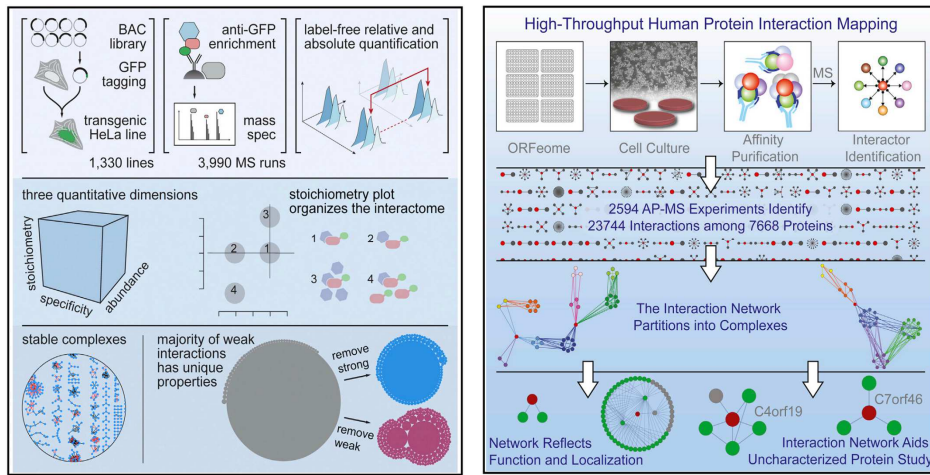 BAC
library
GFP
tagging
transgenic
HeLa line
1,330 lines
anti-GFP
enrichment
mass
spec
3,990 MS runs
label-free relative and
absolute quantification
three quantitative dimensions
stoichiometry
specificity
abundance
3
2
1
4
stoichiometry plot
organizes the interactome
1
2
3
4
stable complexes
majority of weak
interactions
has unique
properties
remove
strong
remove
weak
High-Throughput Human Protein Interaction Mapping
MS
ORFeome
Cell Culture
Affinity
Purification
Interactor
Identification
2594 AP-MS Experiments Identify
23744 Interactions among 7668 Proteins
The Interaction Network
Partitions into Complexes
Network Reflects
Function and Localization
C4orf19
C7orf46
Interaction Network Aids
Uncharacterized Protein Study